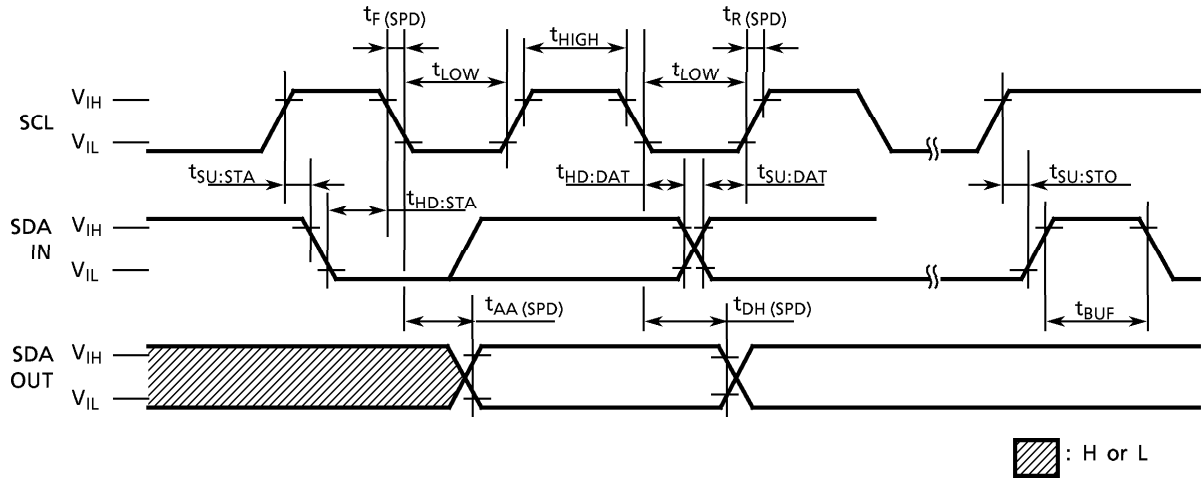 tF (SPD)
tHIGH
tR (SPD)
tLOW
tLOW
SCL
VIH
VIL
tSU:STA
tHD:STA
tHD:DAT
tSU:DAT
tSU:STO
SDA
IN
VIH
VIL
tAA (SPD)
tDH (SPD)
tBUF
SDA
OUT
VIH
VIL
: H or L